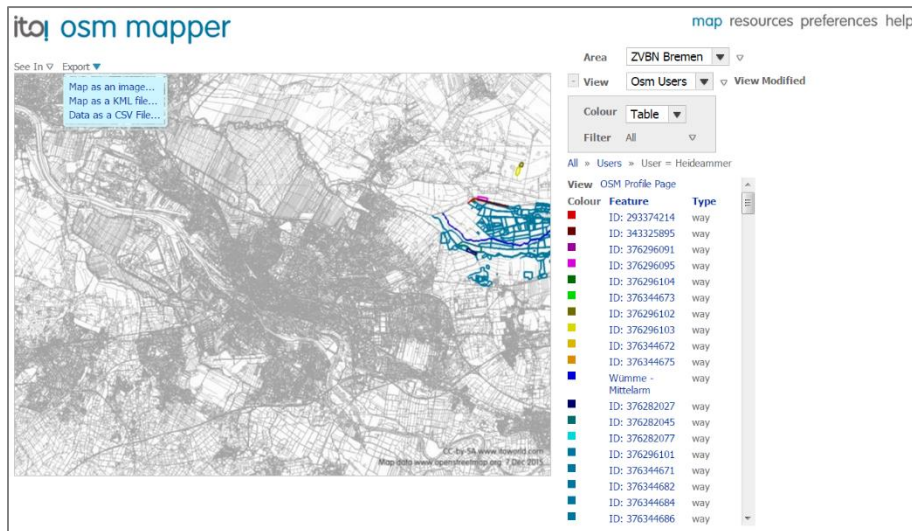 ito! osm mapper
map resources preferences help
See In Export
Map as an image...
Map as a KML file...
Data as a CSV File...
CC-by-SA www.itoworld.com
Map data www.openstreetmap.org 7 Dec 2015
Area ZVBN Bremen
View Osm Users View Modified
Colour Table
Filter All
All » Users » User = Heideammer
View OSM Profile Page
Colour Feature Type
ID: 293374214 way
ID: 343325895 way
ID: 376296091 way
ID: 376296095 way
ID: 376296104 way
ID: 376344673 way
ID: 376296102 way
ID: 376296103 way
ID: 376344672 way
ID: 376344675 way
Wümme - way
Mittelarm
ID: 376282027 way
ID: 376282045 way
ID: 376282077 way
ID: 376296101 way
ID: 376344671 way
ID: 376344682 way
ID: 376344684 way
ID: 376344686 way